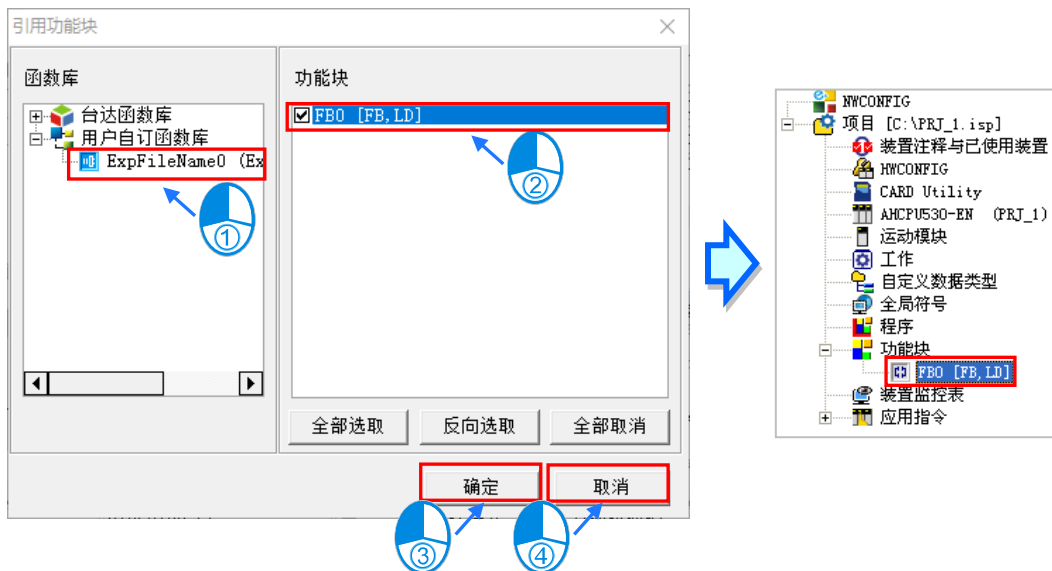 引用功能块
函数库
台达函数库
用户自订函数库
ExpFileName0 (Ex
①
功能块
FB0 [FB,LD]
②
全部选取
反向选取
全部取消
确定
取消
③
④
NWCONFIG
项目 [C:\PRJ_1.isp]
装置注释与已使用装置
HWCONFIG
CARD Utility
AHCPU530-EN (PRJ_1)
运动模块
工作
自定义数据类型
全局符号
程序
功能块
FB0 [FB,LD]
装置监控表
应用指令